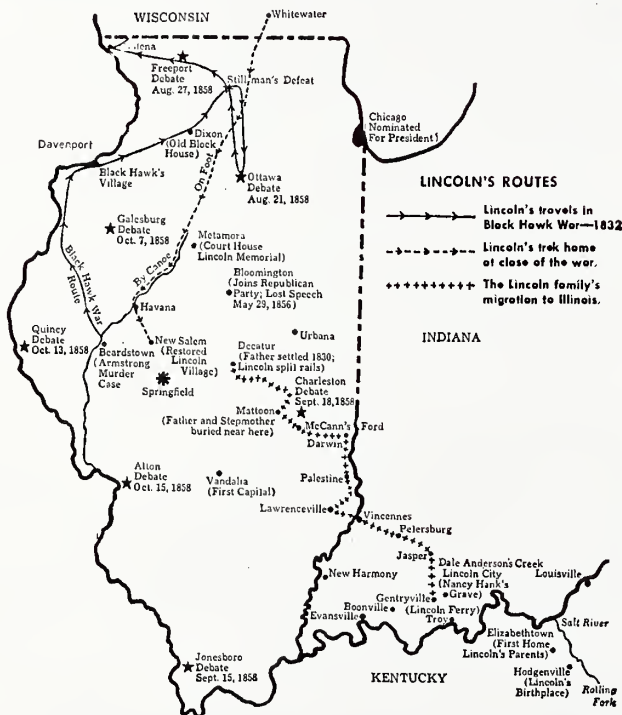 WISCONSIN
Whitewater
lena
Freeport
Debate
Aug. 27, 1858
Stillman's Defeat
Chicago
Nominated
For President)
Dixon
(Old Block
House)
Davenport
Black Hawk's
Village
On Foot
Ottawa
Debate
Aug. 21, 1858
LINCOLN'S ROUTES
Lincoln's travels in
Black Hawk War—1832
Lincoln's trek home
at close of the war.
The Lincoln family's
migration to Illinois.
Galesburg
Debate
Oct. 7, 1858
Metamora
(Court House
Lincoln Memorial)
By Canoe
Black Hawk War
Route
Bloomington
(Joins Republican
Party; Lost Speech
May 29, 1856)
Havana
INDIANA
Quincy
Debate
Oct. 13, 1858
New Salem
(Restored
Lincoln
Village)
Urbana
Beardstown
(Armstrong
Murder
Case
Decatur
(Father settled 1830;
Lincoln split rails)
Springfield
Charleston
Debate
Sept. 18, 1858
Mattoon
(Father and Stepmother
buried near here)
McCann's Ford
Darwin
Alton
Debate
Oct. 15, 1858
Vandalia
(First Capital)
Palestine
Lawrenceville
Vincennes
Petersburg
Jasper
Dale Anderson's Creek
Lincoln City
(Nancy Hank's
Grave)
Louisville
New Harmony
Gentryville
Boonville
(Lincoln Ferry)
Evansville
Troy
Salt River
Elizabethtown
(First Home
Lincoln's Parents)
Jonesboro
Debate
Sept. 15, 1858
KENTUCKY
Hodgenville
(Lincoln's
Birthplace)
Rolling
Fork